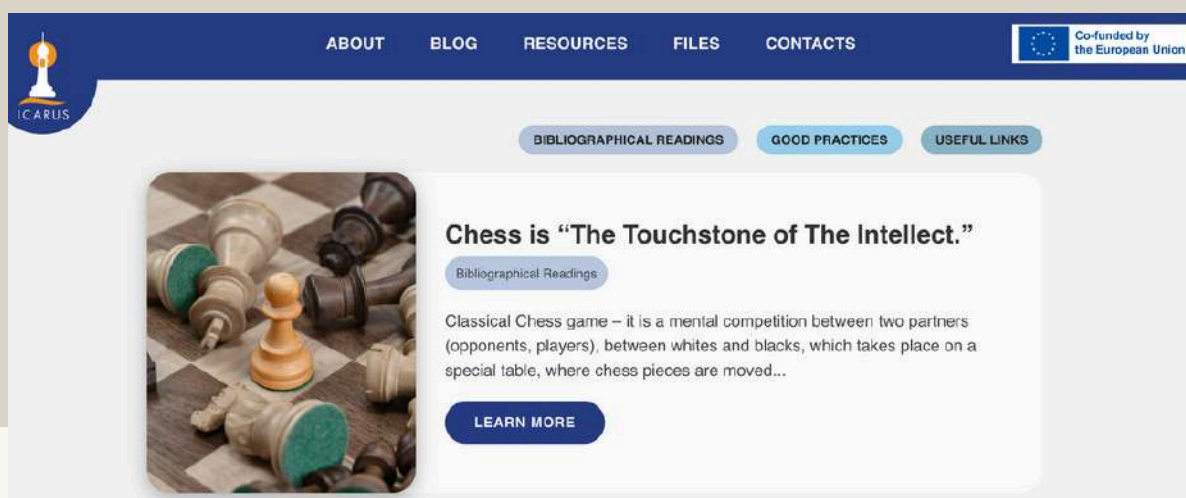 ICARUS
ABOUT BLOG RESOURCES FILES CONTACTS
Co-funded by
the European Union
BIBLIOGRAPHICAL READINGS GOOD PRACTICES USEFUL LINKS
Chess is “The Touchstone of The Intellect.”
Bibliographical Readings
Classical Chess game – it is a mental competition between two partners
(opponents, players), between whites and blacks, which takes place on a
special table, where chess pieces are moved...
LEARN MORE